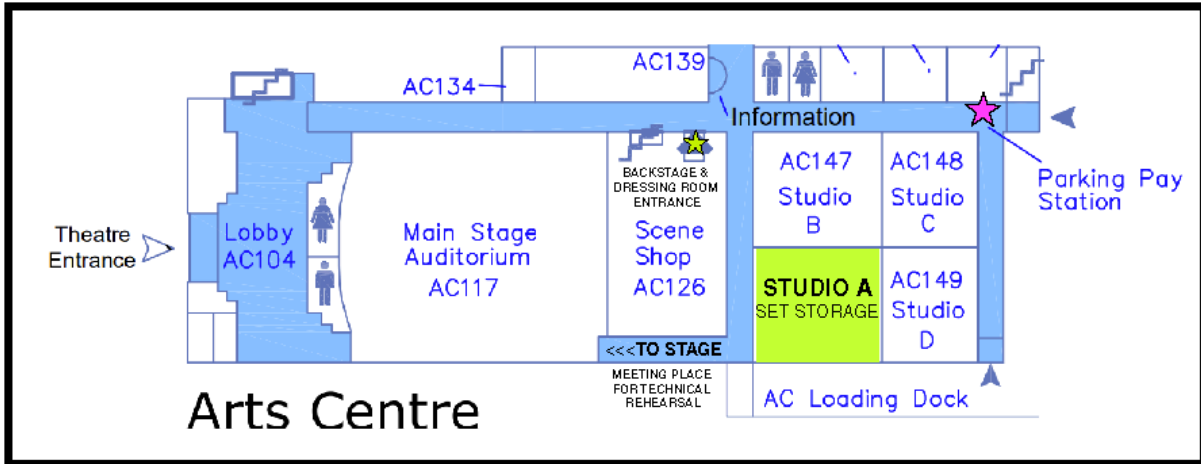 AC139
AC134
Information
BACKSTAGE &
DRESSING ROOM
ENTRANCE
AC147
Studio
B
AC148
Studio
C
Parking Pay
Station
Theatre
Entrance
Lobby
AC104
Main Stage
Auditorium
AC117
Scene
Shop
AC126
STUDIO A
SET STORAGE
AC149
Studio
D
<<<TO STAGE
MEETING PLACE
FORTECHNICAL
REHEARSAL
AC Loading Dock
Arts Centre